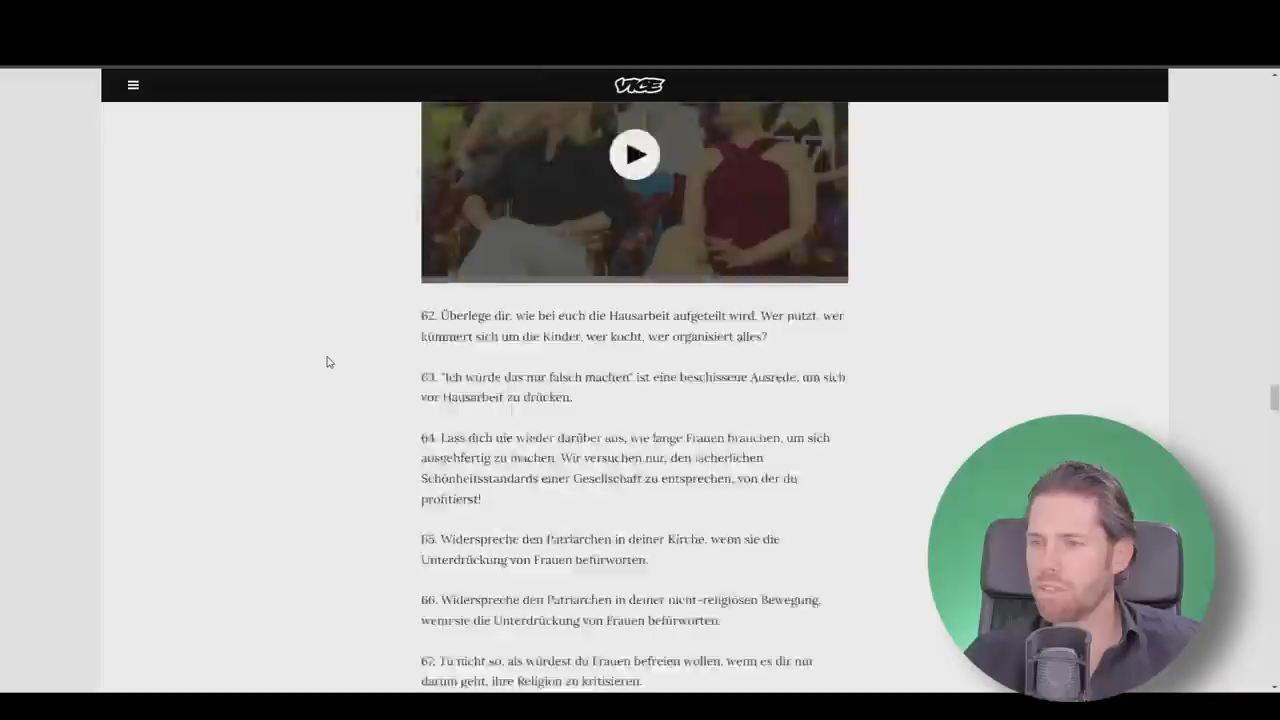 VICE
62. Überlege dir, wie bei euch die Hausarbeit aufgeteilt wird. Wer putzt, wer
kümmert sich um die Kinder, wer kocht, wer organisiert alles?
63. "Ich würde das nur falsch machen" ist eine beschissene Ausrede, um sich
vor Hausarbeit zu drücken.
64. Lass dich nie wieder darüber aus, wie lange Frauen brauchen, um sich
ausgehfertig zu machen. Wir versuchen nur, den lächerlichen
Schönheitsstandards einer Gesellschaft zu entsprechen, von der du
profitierst!
65. Widerspreche den Patriarchen in deiner Kirche, wenn sie die
Unterdrückung von Frauen befürworten.
66. Widerspreche den Patriarchen in deiner nicht-religiösen Bewegung,
wenn sie die Unterdrückung von Frauen befürworten.
67. Tu nicht so, als würdest du Frauen befreien wollen, wenn es dir nur
darum geht, ihre Religion zu kritisieren.